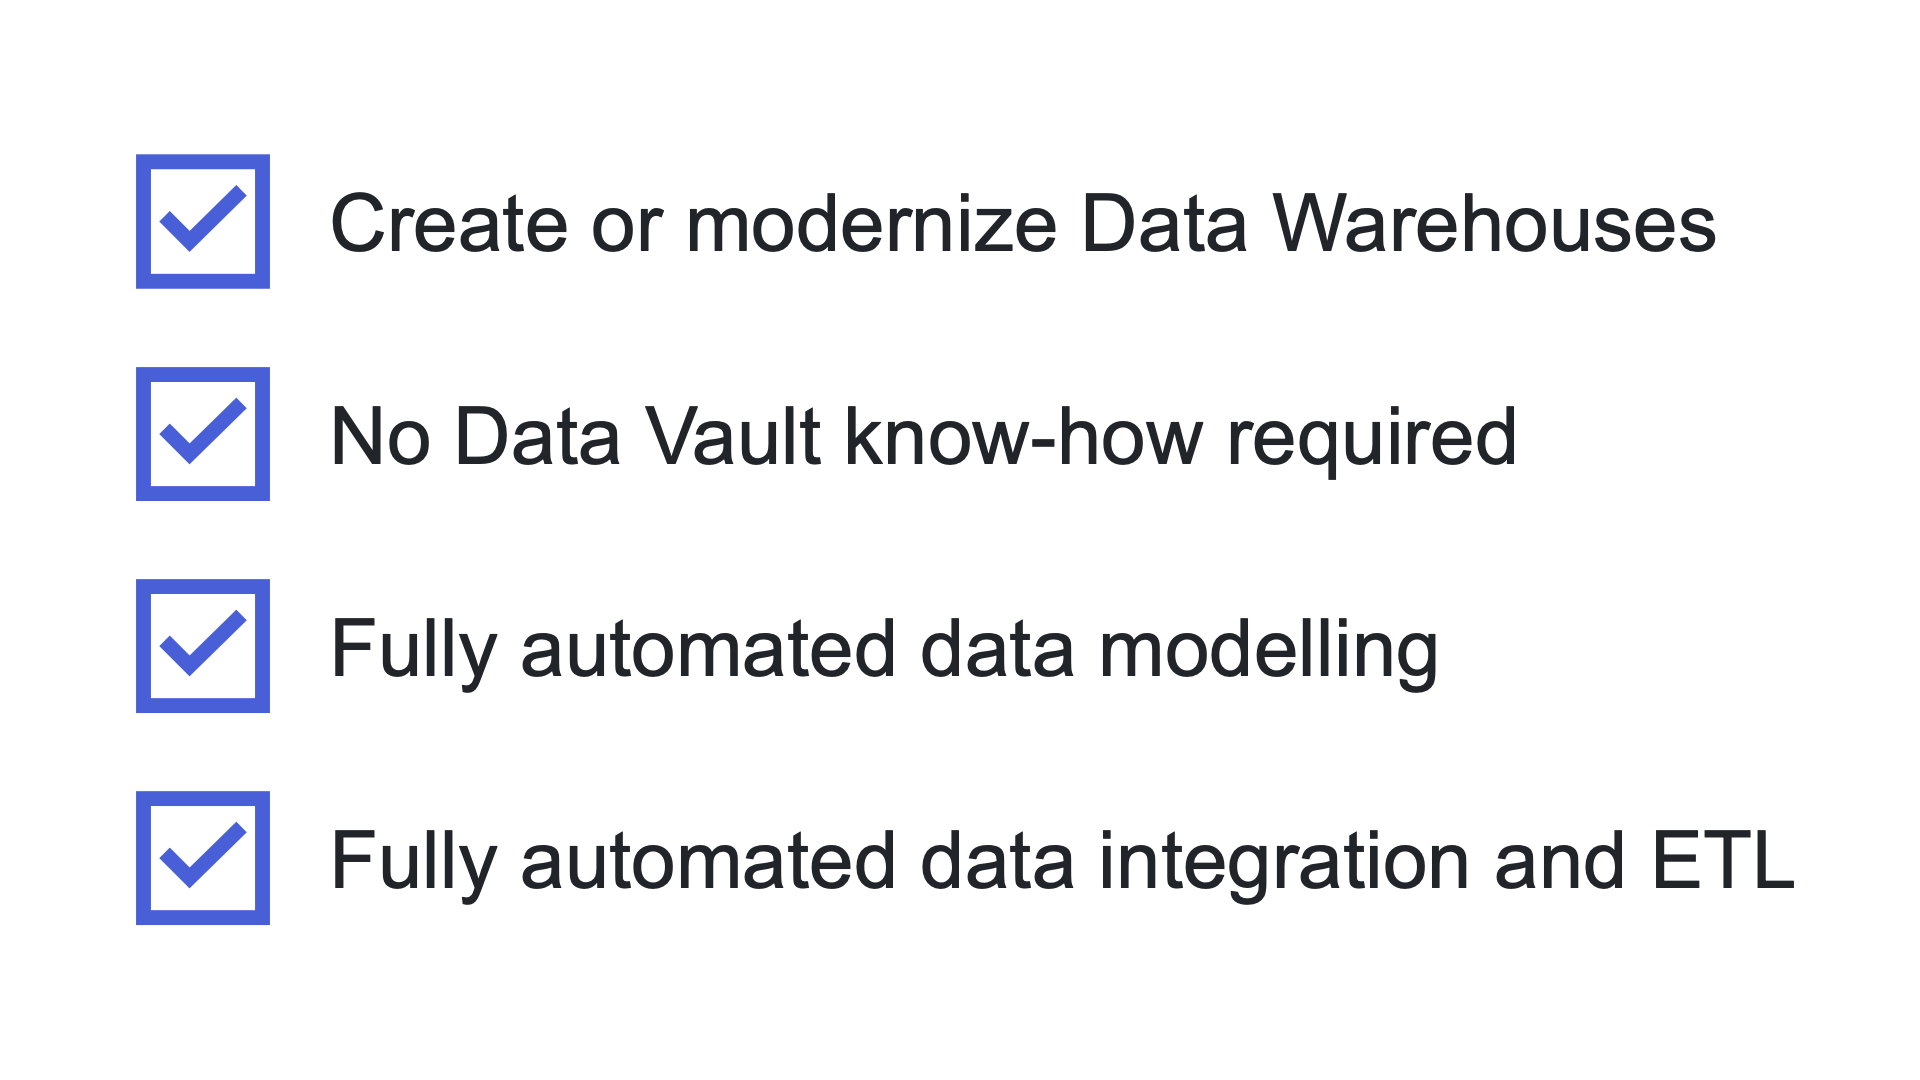 Create or modernize Data Warehouses
No Data Vault know-how required
Fully automated data modelling
Fully automated data integration and ETL